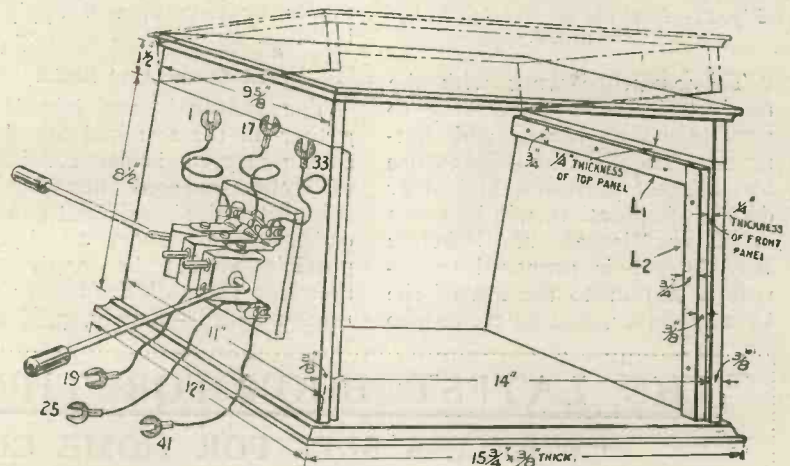 1½"
9⅝"
8½"
1
17
33
¾"
¼" THICKNESS
OF TOP PANEL
L1
L2
¼"
THICKNESS
OF FRONT
PANEL
¾"
⅜"
⅜"
⅜"
14"
11"
12"
19
25
41
15¾" x ⅜" THICK.